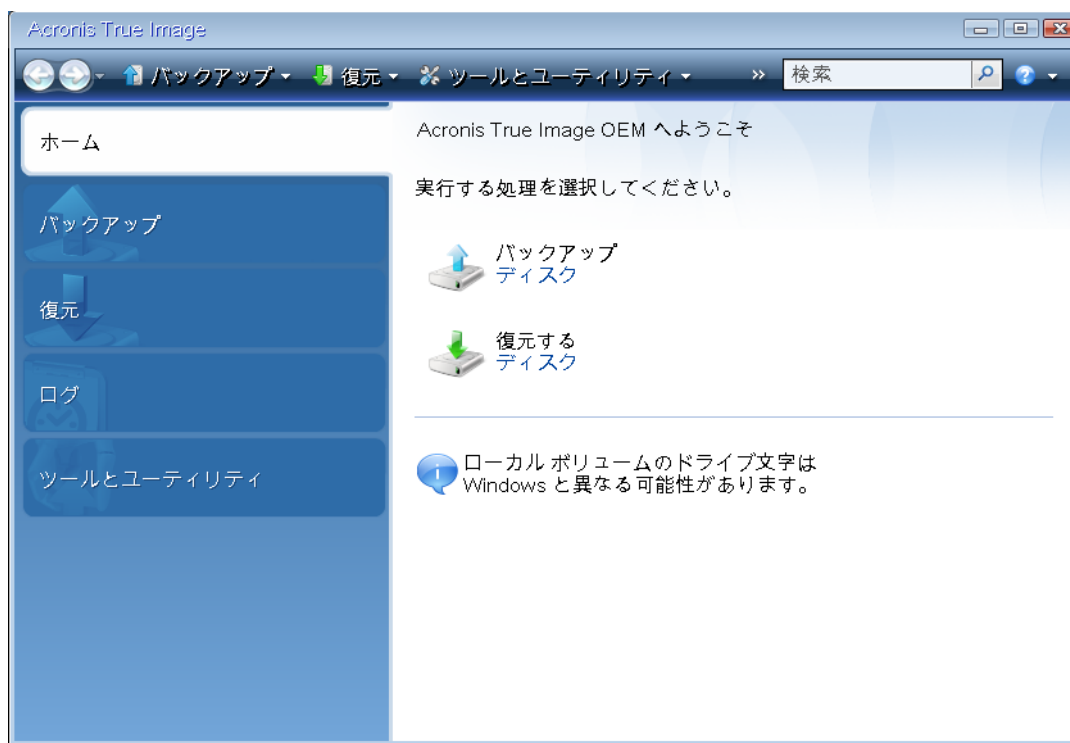 Acronis True Image
バックアップ 復元 ツールとユーティリティ » 検索
ホーム
バックアップ
復元
ログ
ツールとユーティリティ
Acronis True Image OEM へようこそ
実行する処理を選択してください。
バックアップ
ディスク
復元する
ディスク
ローカル ボリュームのドライブ文字は
Windows と異なる可能性があります。